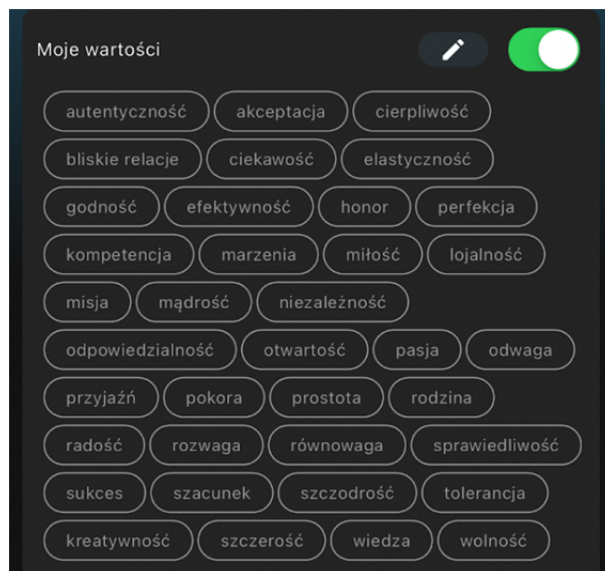 Moje wartości
autentyczność akceptacja cierpliwość
bliskie relacje ciekawość elastyczność
godność efektywność honor perfekcja
kompetencja marzenia miłość lojalność
misja mądrość niezależność
odpowiedzialność otwartość pasja odwaga
przyjaźń pokora prostota rodzina
radość rozwaga równowaga sprawiedliwość
sukces szacunek szczodrość tolerancja
kreatywność szczerość wiedza wolność